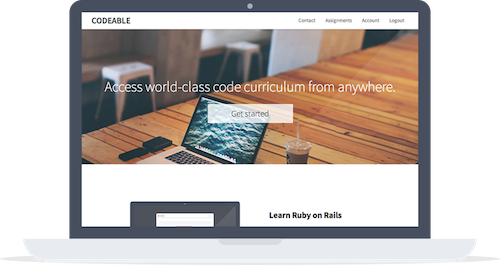 CODEABLE
Contact Assignments Account Logout
Access world-class code curriculum from anywhere.
Get started
Learn Ruby on Rails